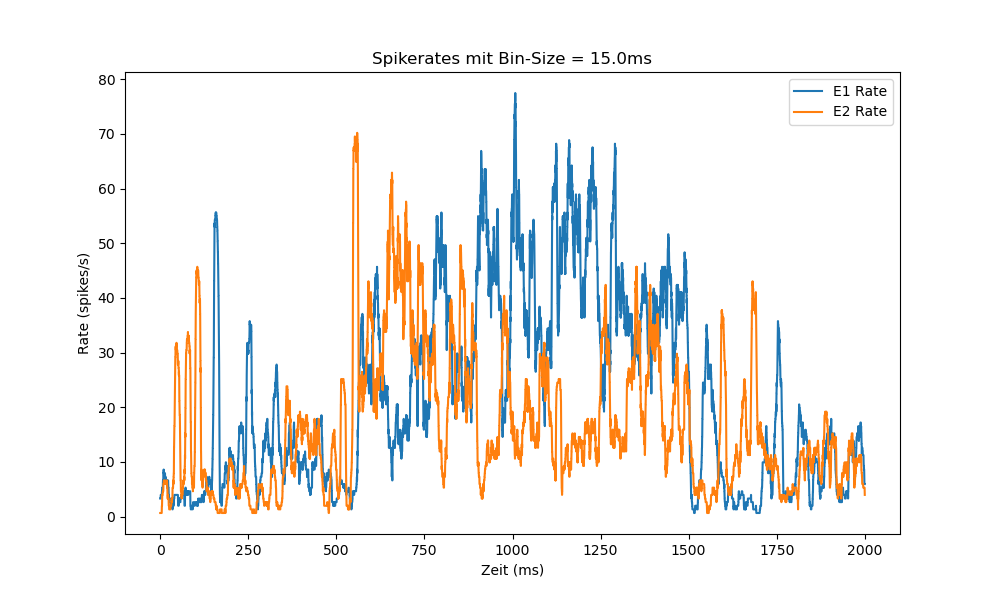 Spikerates mit Bin-Size = 15.0ms
E1 Rate
E2 Rate
Rate (spikes/s)
80
70
60
50
40
30
20
10
0
0 250 500 750 1000 1250 1500 1750 2000
Zeit (ms)